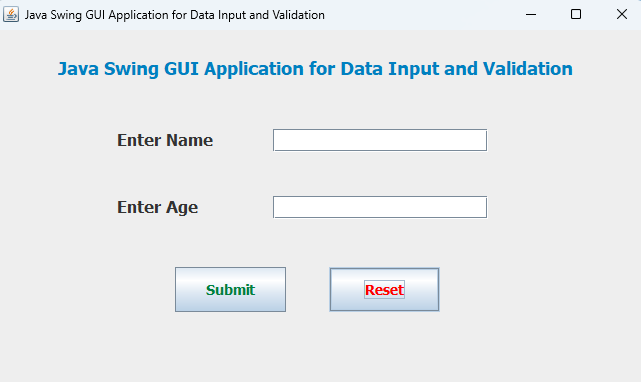 Java Swing GUI Application for Data Input and Validation
Java Swing GUI Application for Data Input and Validation
Enter Name
Enter Age
Submit Reset